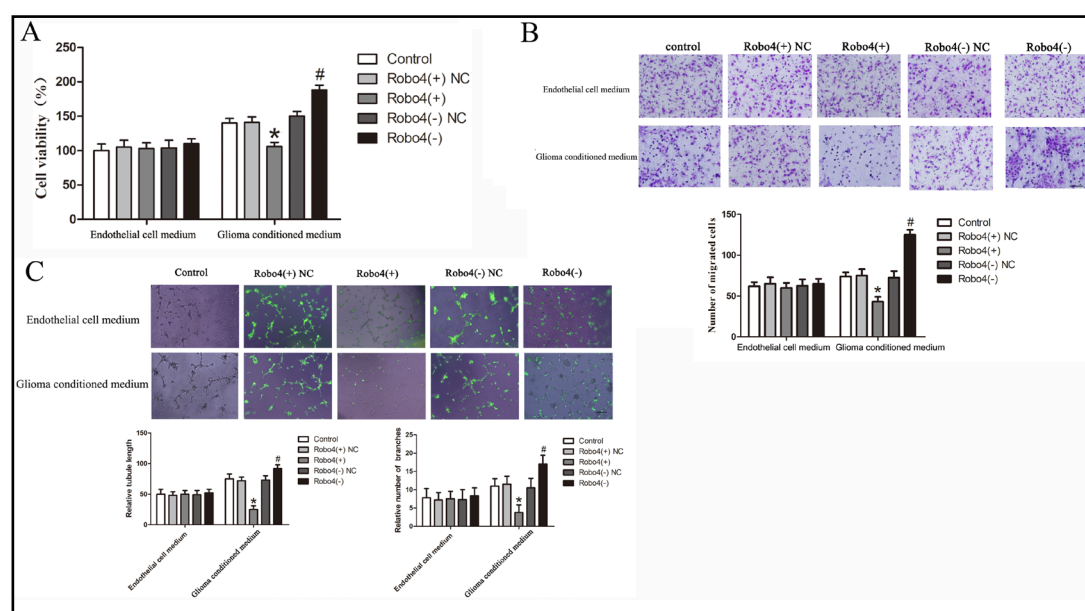 A
250
200
150
100
50
0
Cell viability (%)
Control
Robo4(+) NC
Robo4(+)
Robo4(-) NC
Robo4(-)
*
#
Endothelial cell medium
Glioma conditioned medium
B
control
Robo4(+) NC
Robo4(+)
Robo4(-) NC
Robo4(-)
Endothelial cell medium
Glioma conditioned medium
150
100
50
0
Number of migrated cells
Control
Robo4(+) NC
Robo4(+)
Robo4(-) NC
Robo4(-)
*
#
Endothelial cell medium
Glioma conditioned medium
C
Control
Robo4(+) NC
Robo4(+)
Robo4(-) NC
Robo4(-)
Endothelial cell medium
Glioma conditioned medium
150
100
50
0
Relative tubule length
Control
Robo4(+) NC
Robo4(+)
Robo4(-) NC
Robo4(-)
*
#
Endothelial cell medium
Glioma conditioned medium
25
20
15
10
5
0
Relative number of branches
Control
Robo4(+) NC
Robo4(+)
Robo4(-) NC
Robo4(-)
*
#
Endothelial cell medium
Glioma conditioned medium